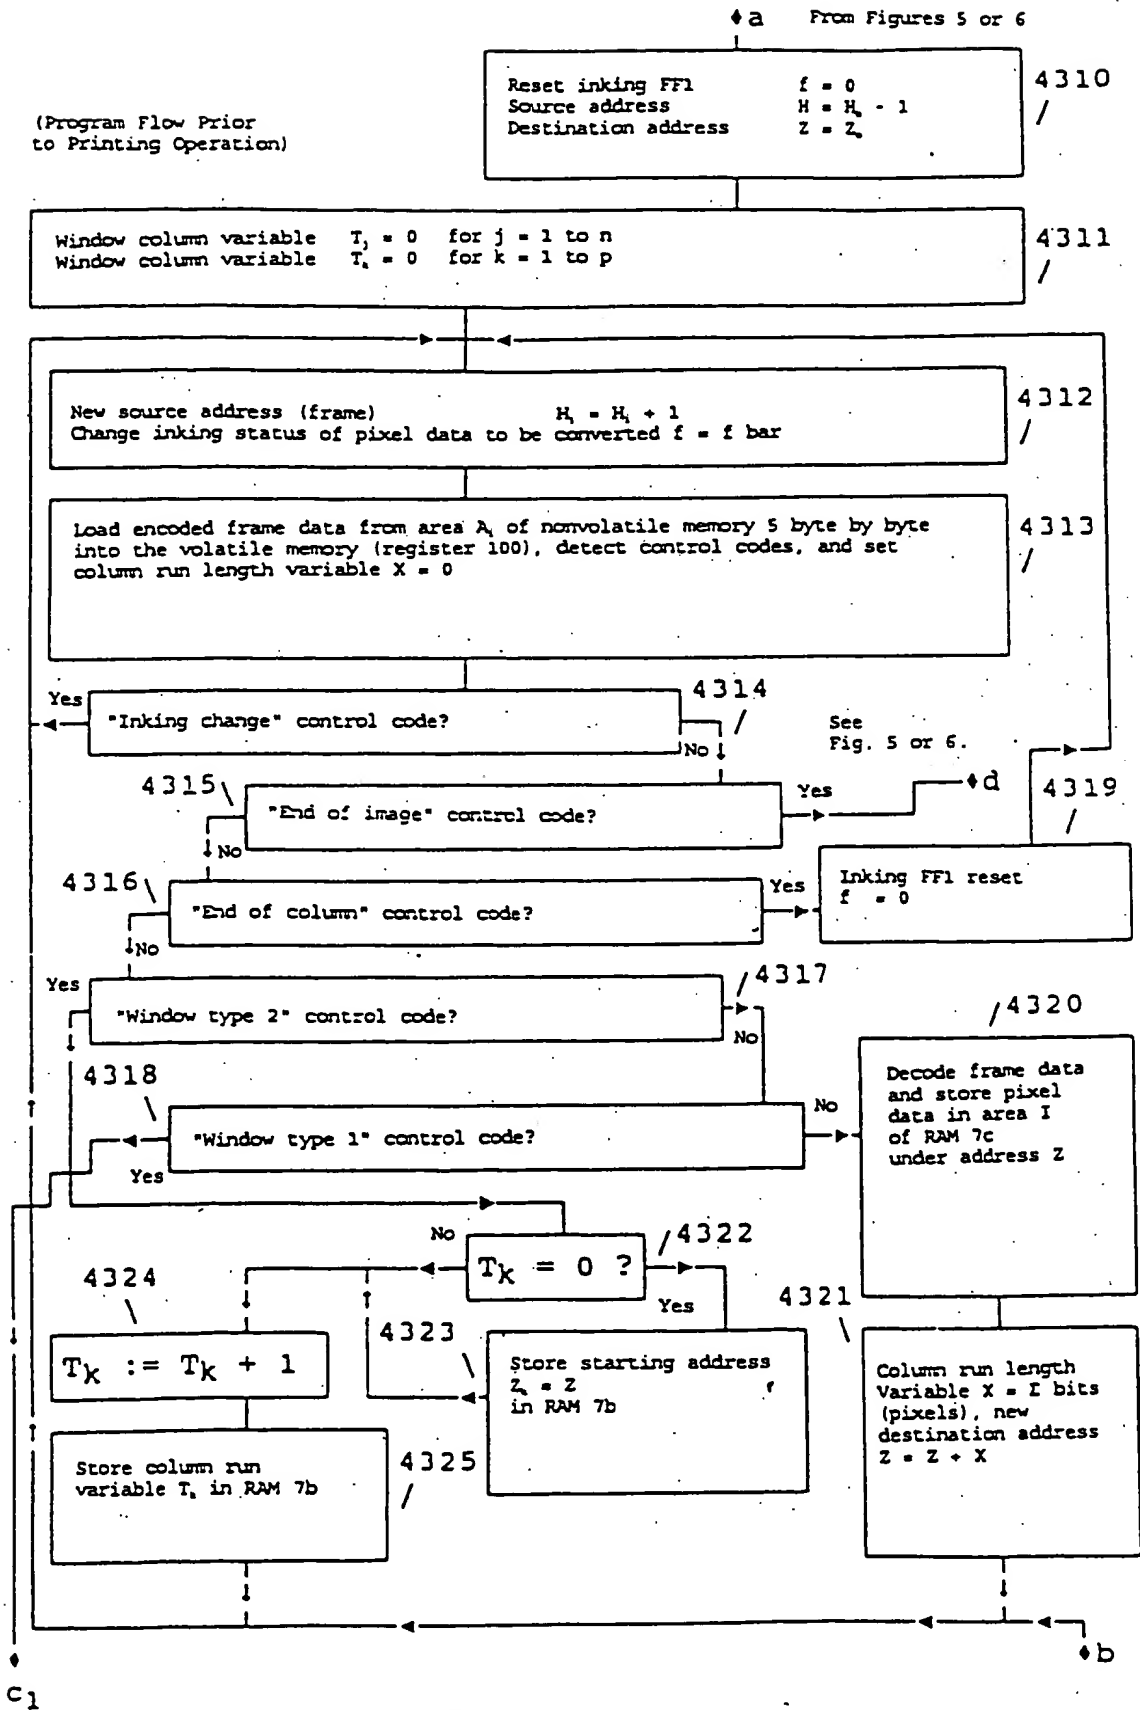 a From Figures 5 or 6
4310
Reset inking FF1 f = 0
Source address H = H - 1
Destination address Z = Z
(Program Flow Prior
to Printing Operation)
4311
Window column variable Tj = 0 for j = 1 to n
Window column variable T = 0 for k = 1 to p
4312
New source address (frame) Hi = Hi + 1
Change inking status of pixel data to be converted f = f bar
4313
Load encoded frame data from area Ai of nonvolatile memory 5 byte by byte
into the volatile memory (register 100), detect control codes, and set
column run length variable X = 0
4314
Yes
"Inking change" control code?
No
See
Fig. 5 or 6.
4315
"End of image" control code?
Yes
d
4319
No
4316
"End of column" control code?
Yes
Inking FF1 reset
f = 0
No
4317
Yes
"Window type 2" control code?
No
4320
4318
"Window type 1" control code?
No
Yes
Decode frame data
and store pixel
data in area I
of RAM 7c
under address Z
4322
No
Tk = 0 ?
Yes
4324
Tk := Tk + 1
4323
Store starting address
Z = Z
in RAM 7b
4321
Column run length
Variable X = Σ bits
(pixels), new
destination address
Z = Z + X
4325
Store column run
variable T in RAM 7b
b
c1